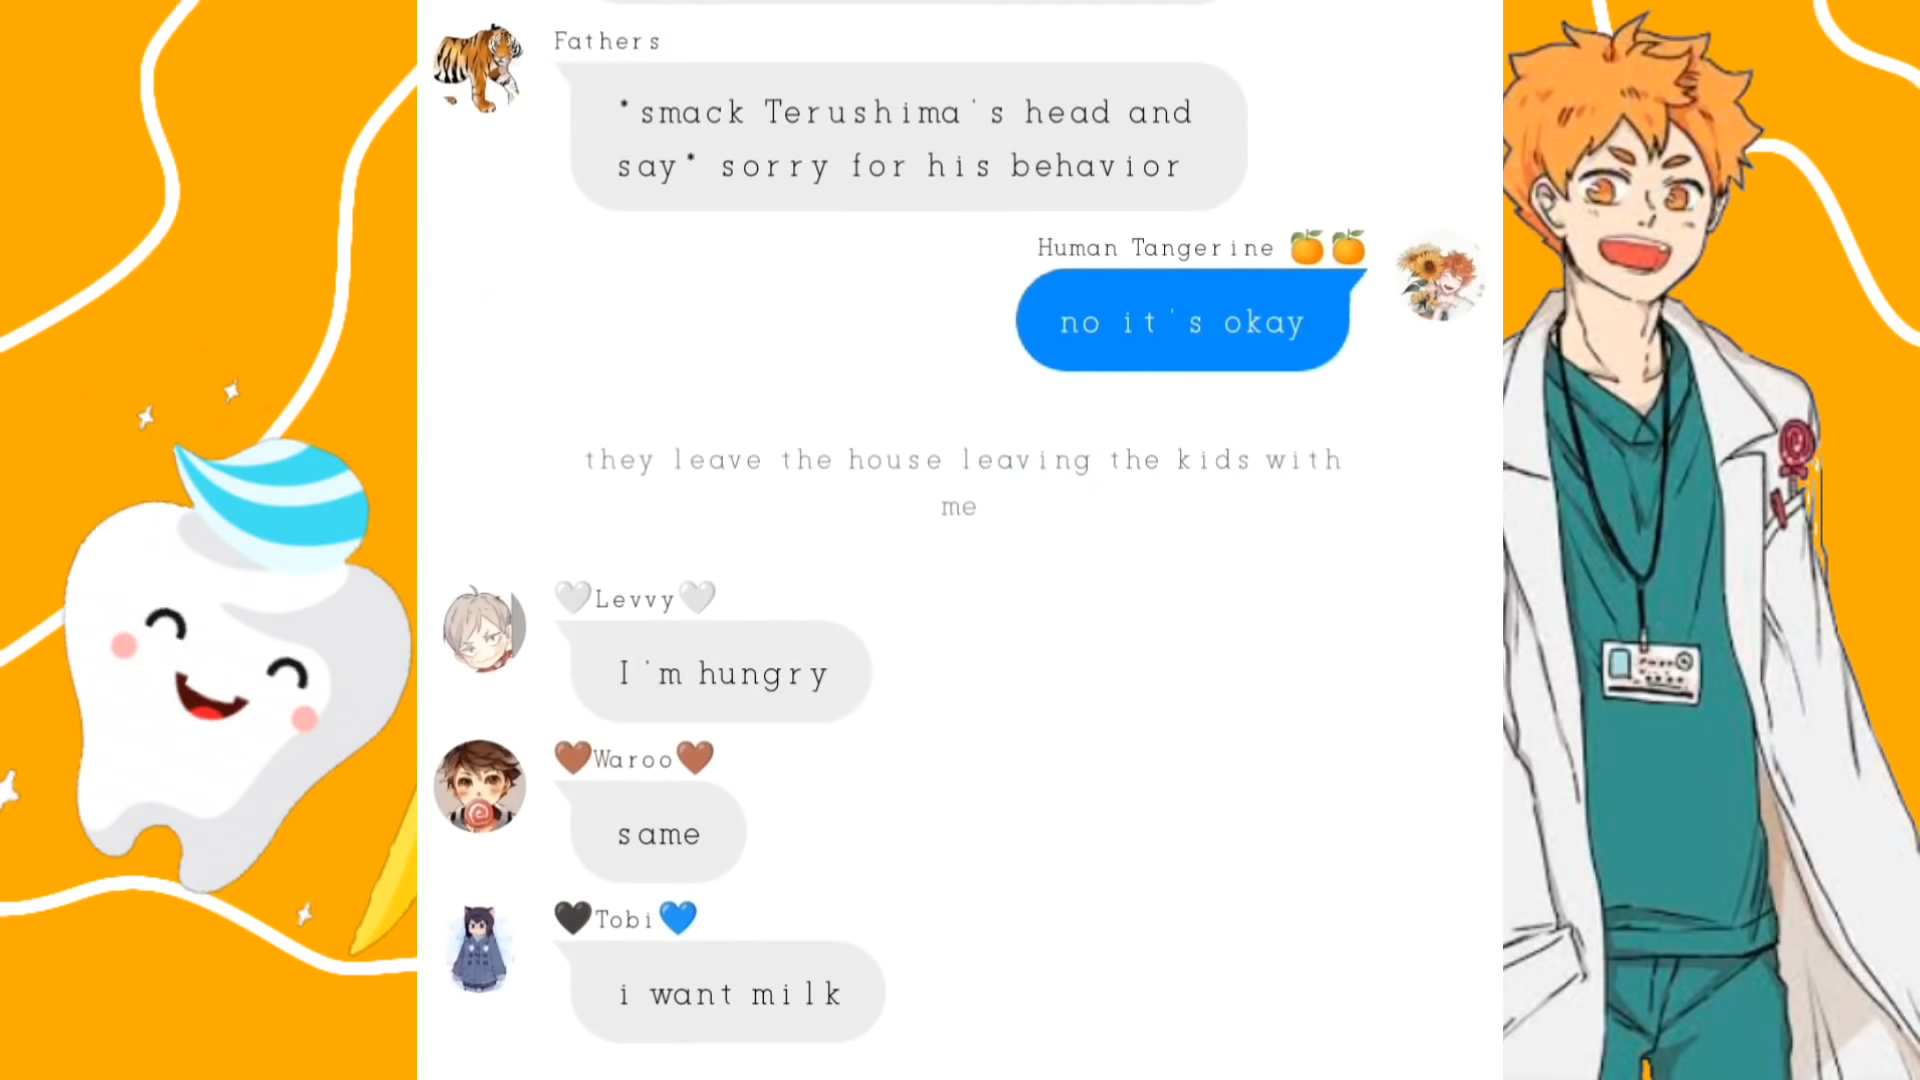 Fathers
*smack Terushima's head and
say* sorry for his behavior
Human Tangerine 🍊🍊
no it's okay
they leave the house leaving the kids with
me
🤍Levvy🤍
I'm hungry
🤎Waroo🤎
same
🖤Tobi💙
i want milk